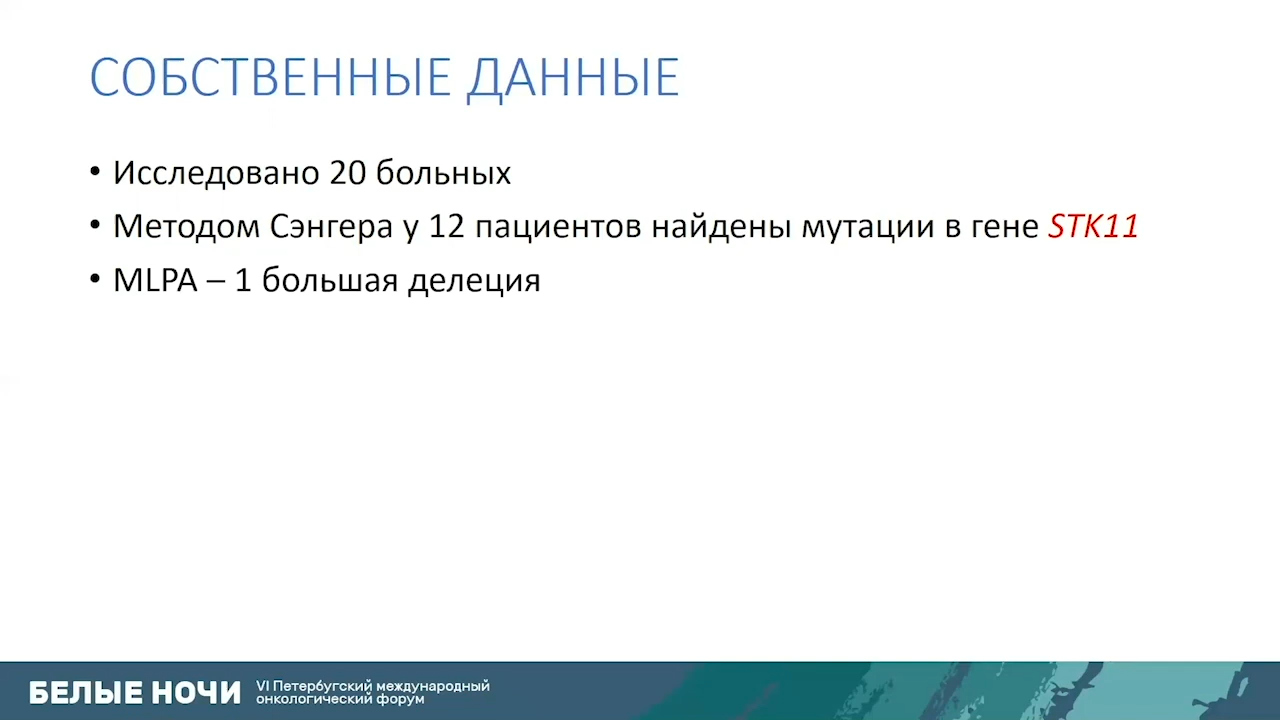 СОБСТВЕННЫЕ ДАННЫЕ
• Исследовано 20 больных
• Методом Сэнгера у 12 пациентов найдены мутации в гене STK11
• MLPA – 1 большая делеция
БЕЛЫЕ НОЧИ
VI Петербугский международный
онкологический форум